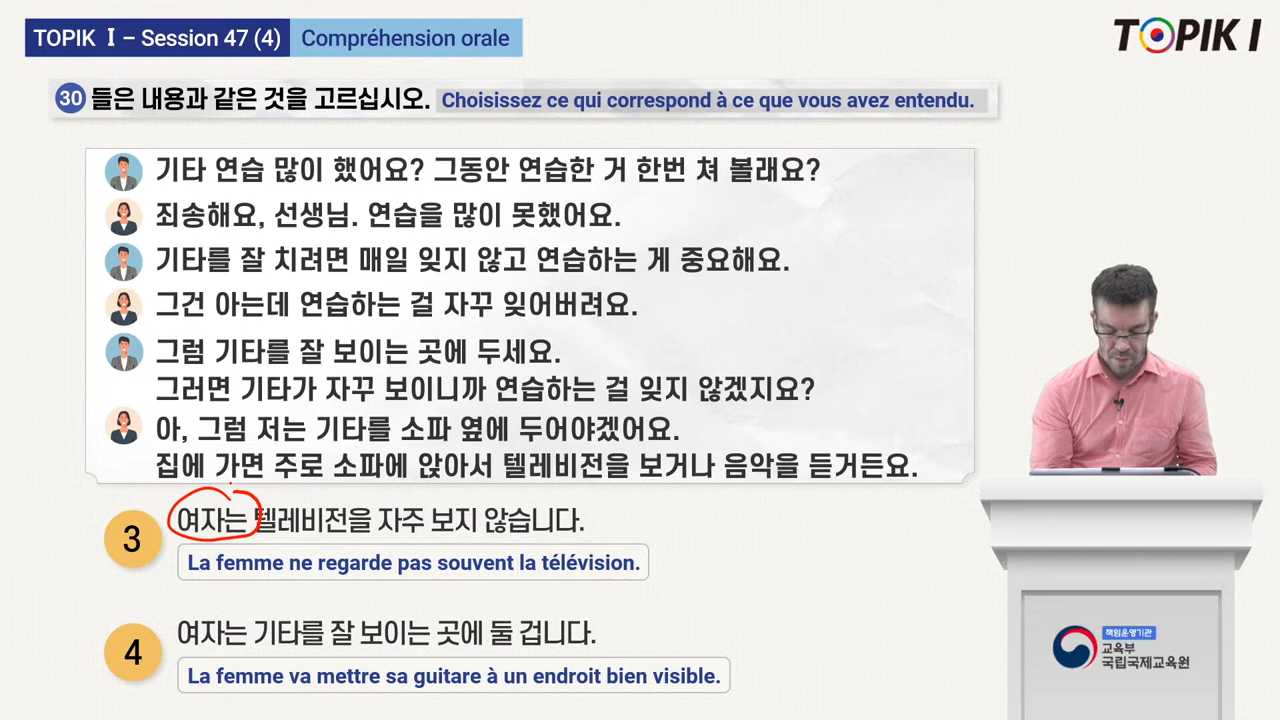 TOPIK Ⅰ – Session 47 (4) Compréhension orale
TOPIK I
30 들은 내용과 같은 것을 고르십시오. Choisissez ce qui correspond à ce que vous avez entendu.
기타 연습 많이 했어요? 그동안 연습한 거 한번 쳐 볼래요?
죄송해요, 선생님. 연습을 많이 못했어요.
기타를 잘 치려면 매일 잊지 않고 연습하는 게 중요해요.
그건 아는데 연습하는 걸 자꾸 잊어버려요.
그럼 기타를 잘 보이는 곳에 두세요.
그러면 기타가 자꾸 보이니까 연습하는 걸 잊지 않겠지요?
아, 그럼 저는 기타를 소파 옆에 두어야겠어요.
집에 가면 주로 소파에 앉아서 텔레비전을 보거나 음악을 듣거든요.
3 여자는 텔레비전을 자주 보지 않습니다.
La femme ne regarde pas souvent la télévision.
4 여자는 기타를 잘 보이는 곳에 둘 겁니다.
La femme va mettre sa guitare à un endroit bien visible.
책임운영기관
교육부
국립국제교육원